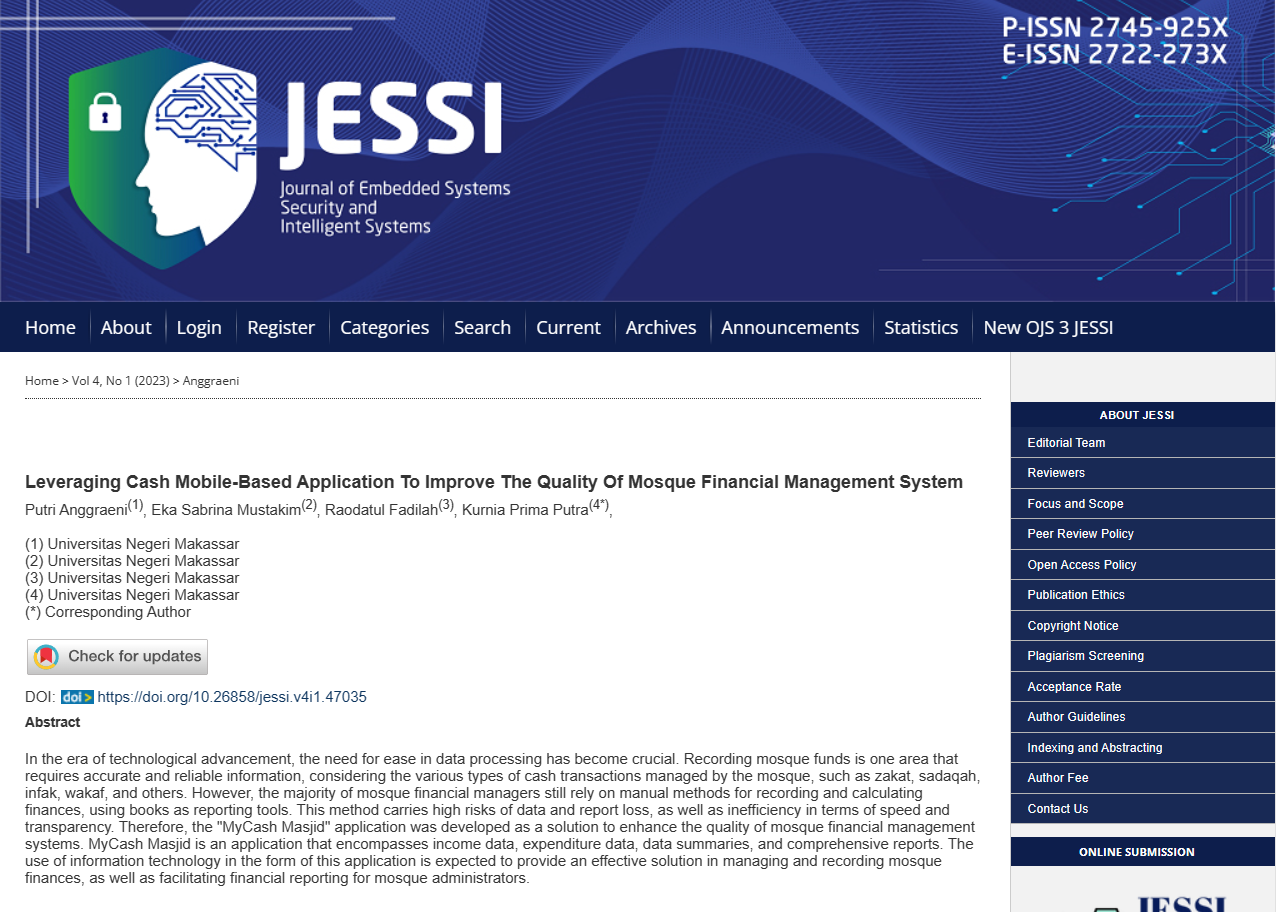 P-ISSN 2745-925X
E-ISSN 2722-273X
JESSI
Journal of Embedded Systems
Security and
Intelligent Systems
Home About Login Register Categories Search Current Archives Announcements Statistics New OJS 3 JESSI
Home > Vol 4, No 1 (2023) > Anggraeni
Leveraging Cash Mobile-Based Application To Improve The Quality Of Mosque Financial Management System
Putri Anggraeni(1), Eka Sabrina Mustakim(2), Raodatul Fadilah(3), Kurnia Prima Putra(4*),
(1) Universitas Negeri Makassar
(2) Universitas Negeri Makassar
(3) Universitas Negeri Makassar
(4) Universitas Negeri Makassar
(*) Corresponding Author
Check for updates
DOI: doi> https://doi.org/10.26858/jessi.v4i1.47035
Abstract
In the era of technological advancement, the need for ease in data processing has become crucial. Recording mosque funds is one area that
requires accurate and reliable information, considering the various types of cash transactions managed by the mosque, such as zakat, sadaqah,
infak, wakaf, and others. However, the majority of mosque financial managers still rely on manual methods for recording and calculating
finances, using books as reporting tools. This method carries high risks of data and report loss, as well as inefficiency in terms of speed and
transparency. Therefore, the "MyCash Masjid" application was developed as a solution to enhance the quality of mosque financial management
systems. MyCash Masjid is an application that encompasses income data, expenditure data, data summaries, and comprehensive reports. The
use of information technology in the form of this application is expected to provide an effective solution in managing and recording mosque
finances, as well as facilitating financial reporting for mosque administrators.
ABOUT JESSI
Editorial Team
Reviewers
Focus and Scope
Peer Review Policy
Open Access Policy
Publication Ethics
Copyright Notice
Plagiarism Screening
Acceptance Rate
Author Guidelines
Indexing and Abstracting
Author Fee
Contact Us
ONLINE SUBMISSION
JESSI